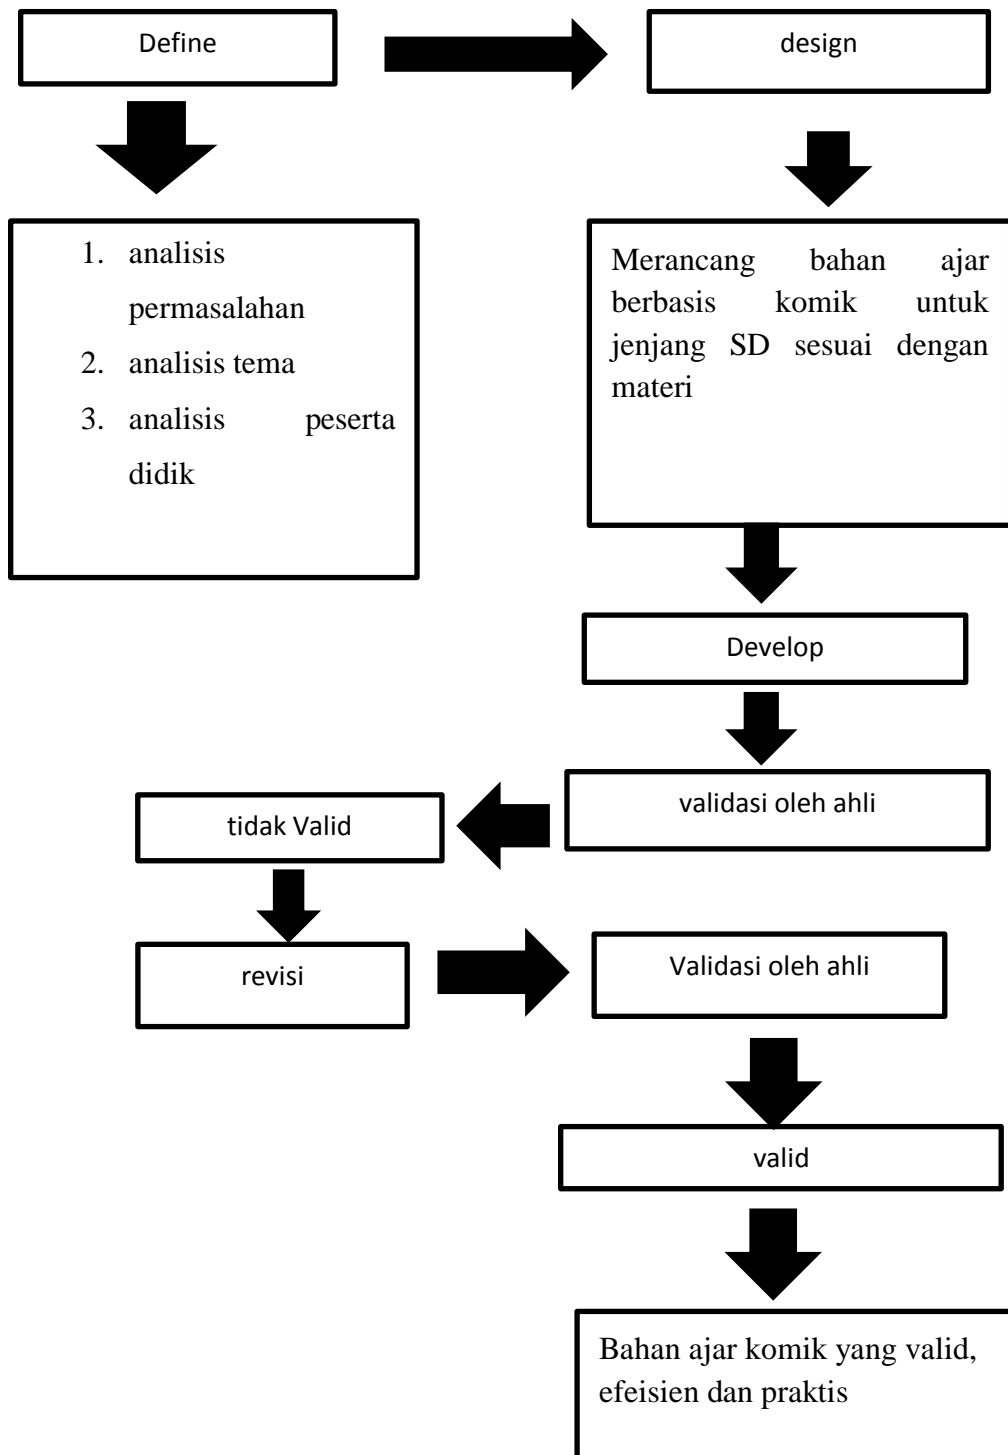 Define
design
1. analisis
permasalahan
2. analisis tema
3. analisis peserta
didik
Merancang bahan ajar
berbasis komik untuk
jenjang SD sesuai dengan
materi
Develop
validasi oleh ahli
tidak Valid
revisi
Validasi oleh ahli
valid
Bahan ajar komik yang valid,
efeisien dan praktis